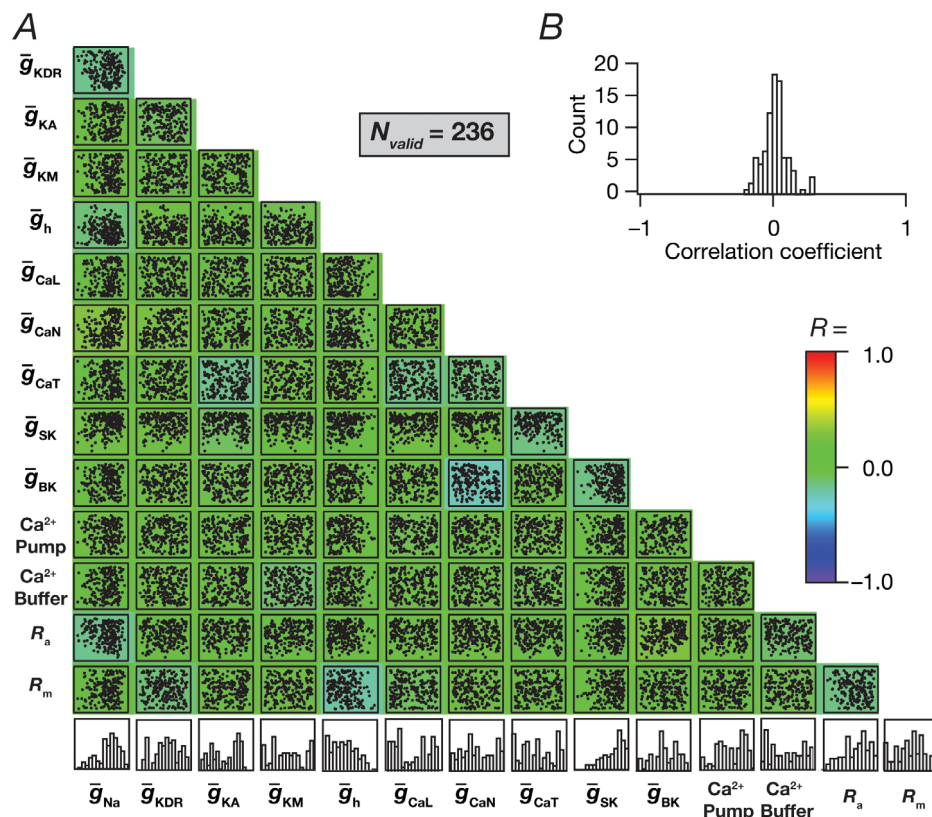 A
B
ḡKDR
ḡKA
ḡKM
ḡh
ḡCaL
ḡCaN
ḡCaT
ḡSK
ḡBK
Ca2+
Pump
Ca2+
Buffer
Ra
Rm
Nvalid = 236
20
15
10
5
0
Count
−1
0
1
Correlation coefficient
R =
1.0
0.0
−1.0
ḡNa
ḡKDR
ḡKA
ḡKM
ḡh
ḡCaL
ḡCaN
ḡCaT
ḡSK
ḡBK
Ca2+
Pump
Ca2+
Buffer
Ra
Rm